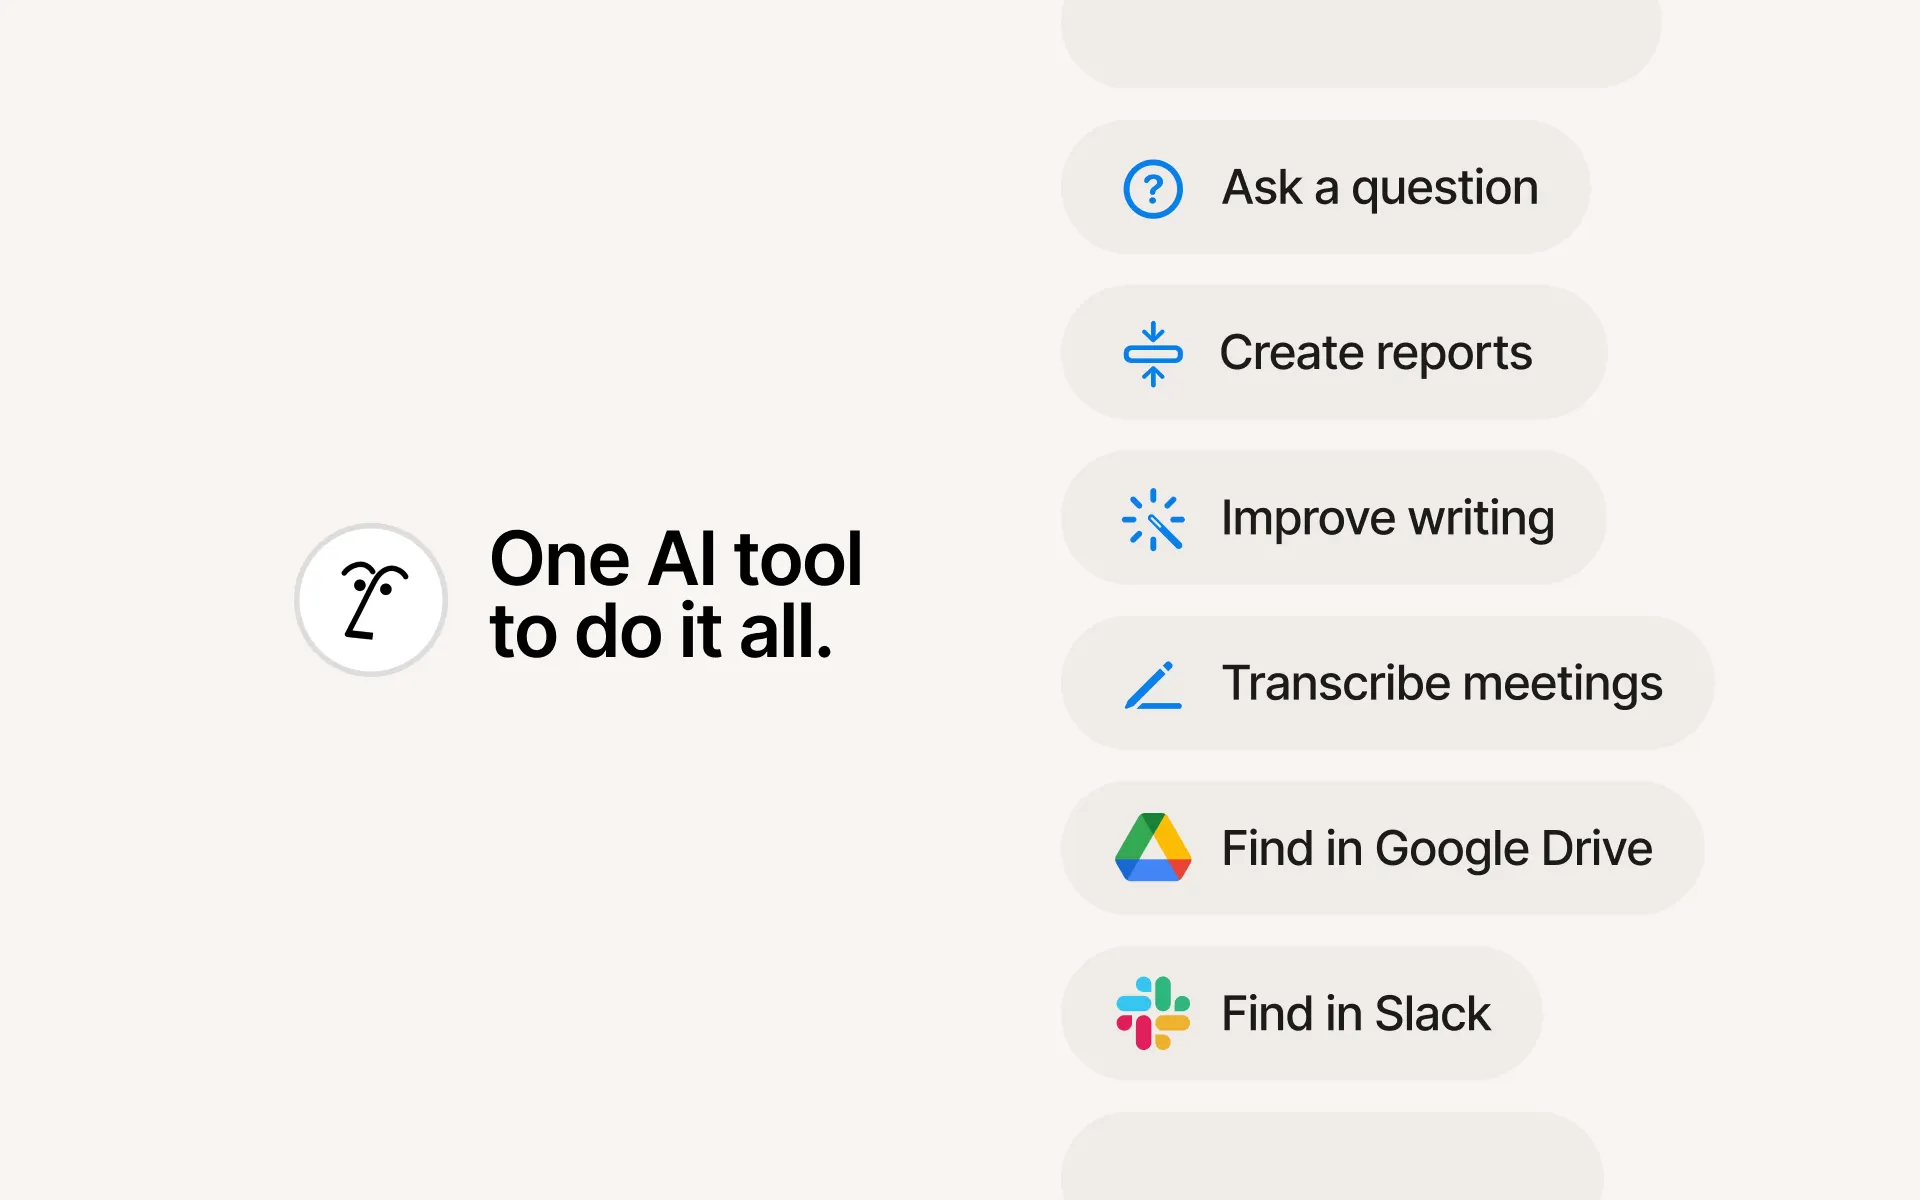 One AI tool
to do it all.
Ask a question
Create reports
Improve writing
Transcribe meetings
Find in Google Drive
Find in Slack